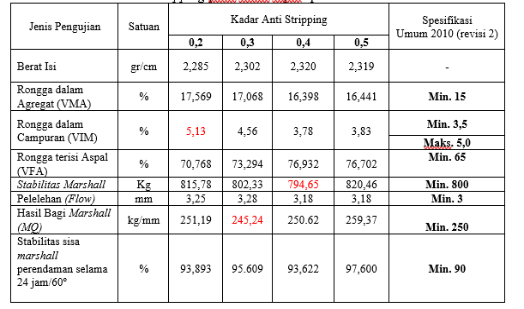 Jenis Pengujian Satuan Kadar Anti Stripping Spesifikasi
Umum 2010 (revisi 2)
0,2 0,3 0,4 0,5
Berat Isi gr/cm 2,285 2,302 2,320 2,319 -
Rongga dalam
Agregat (VMA) % 17,569 17,068 16,398 16,441 Min. 15
Rongga dalam
Campuran (VIM) % 5,13 4,56 3,78 3,83 Min. 3,5
Maks. 5,0
Rongga terisi Aspal
(VFA) % 70,768 73,294 76,932 76,702 Min. 65
Stabilitas Marshall Kg 815,78 802,33 794,65 820,46 Min. 800
Pelelehan (Flow) mm 3,25 3,28 3,18 3,18 Min. 3
Hasil Bagi Marshall
(MQ) kg/mm 251,19 245,24 250.62 259,37 Min. 250
Stabilitas sisa
marshall
perendaman selama
24 jam/60° % 93,893 95.609 93,622 97,600 Min. 90